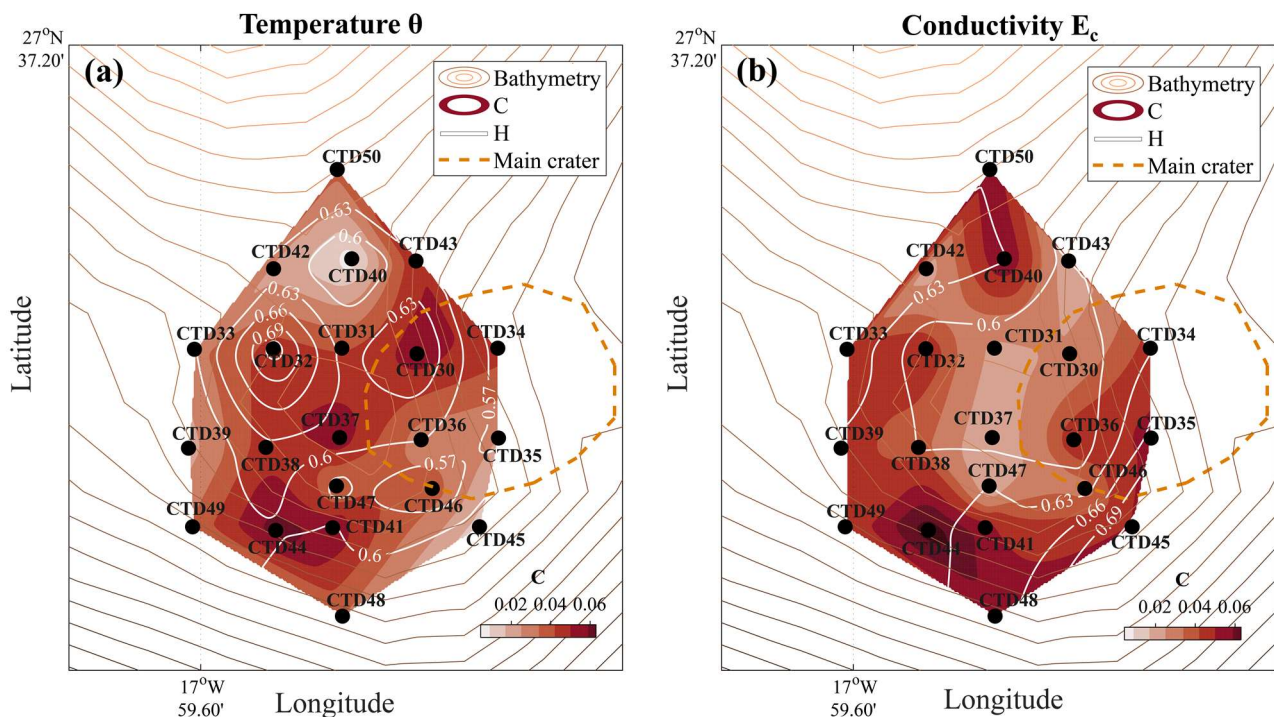 Temperature θ
27°N
37.20'
(a)
Bathymetry
C
H
Main crater
CTD50
0.63
0.6
CTD42
CTD43
CTD40
0.63
0.66
0.63
0.69
CTD33
CTD31
CTD34
CTD32
CTD30
0.57
CTD37
CTD36
CTD39
CTD35
CTD38
0.6
0.57
CTD47
CTD46
CTD49
CTD41
CTD44
0.6
CTD45
CTD48
C
0.02 0.04 0.06
Latitude
17°W
59.60'
Longitude
Conductivity Ec
27°N
37.20'
(b)
Bathymetry
C
H
Main crater
CTD50
CTD42
CTD43
CTD40
0.63
0.6
CTD33
CTD31
CTD34
CTD32
CTD30
CTD37
CTD36
CTD35
CTD39
CTD38
CTD47
CTD46
0.63
0.66
0.69
CTD49
CTD44
CTD41
CTD45
CTD48
C
0.02 0.04 0.06
Latitude
17°W
59.60'
Longitude